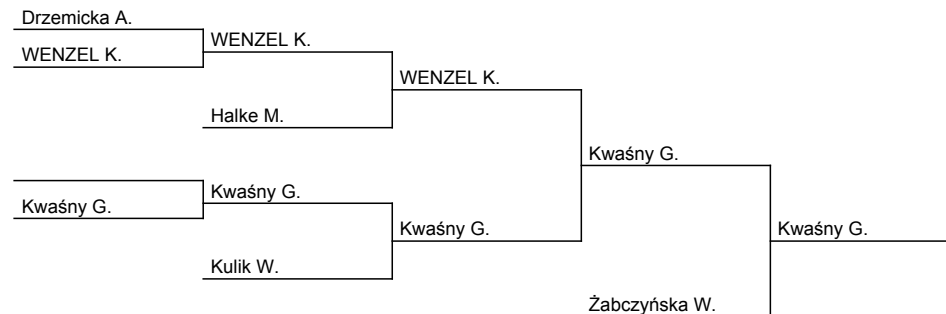 Drzemicka A.
WENZEL K.
WENZEL K.
WENZEL K.
Halke M.
Kwaśny G.
Kwaśny G.
Kwaśny G.
Kwaśny G.
Kwaśny G.
Kulik W.
Żabczyńska W.